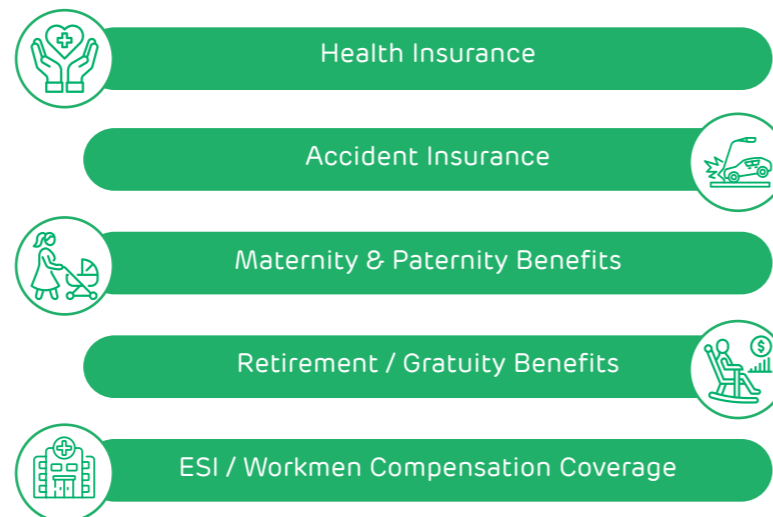 Health Insurance
Accident Insurance
Maternity & Paternity Benefits
Retirement / Gratuity Benefits
$
ESI / Workmen Compensation Coverage